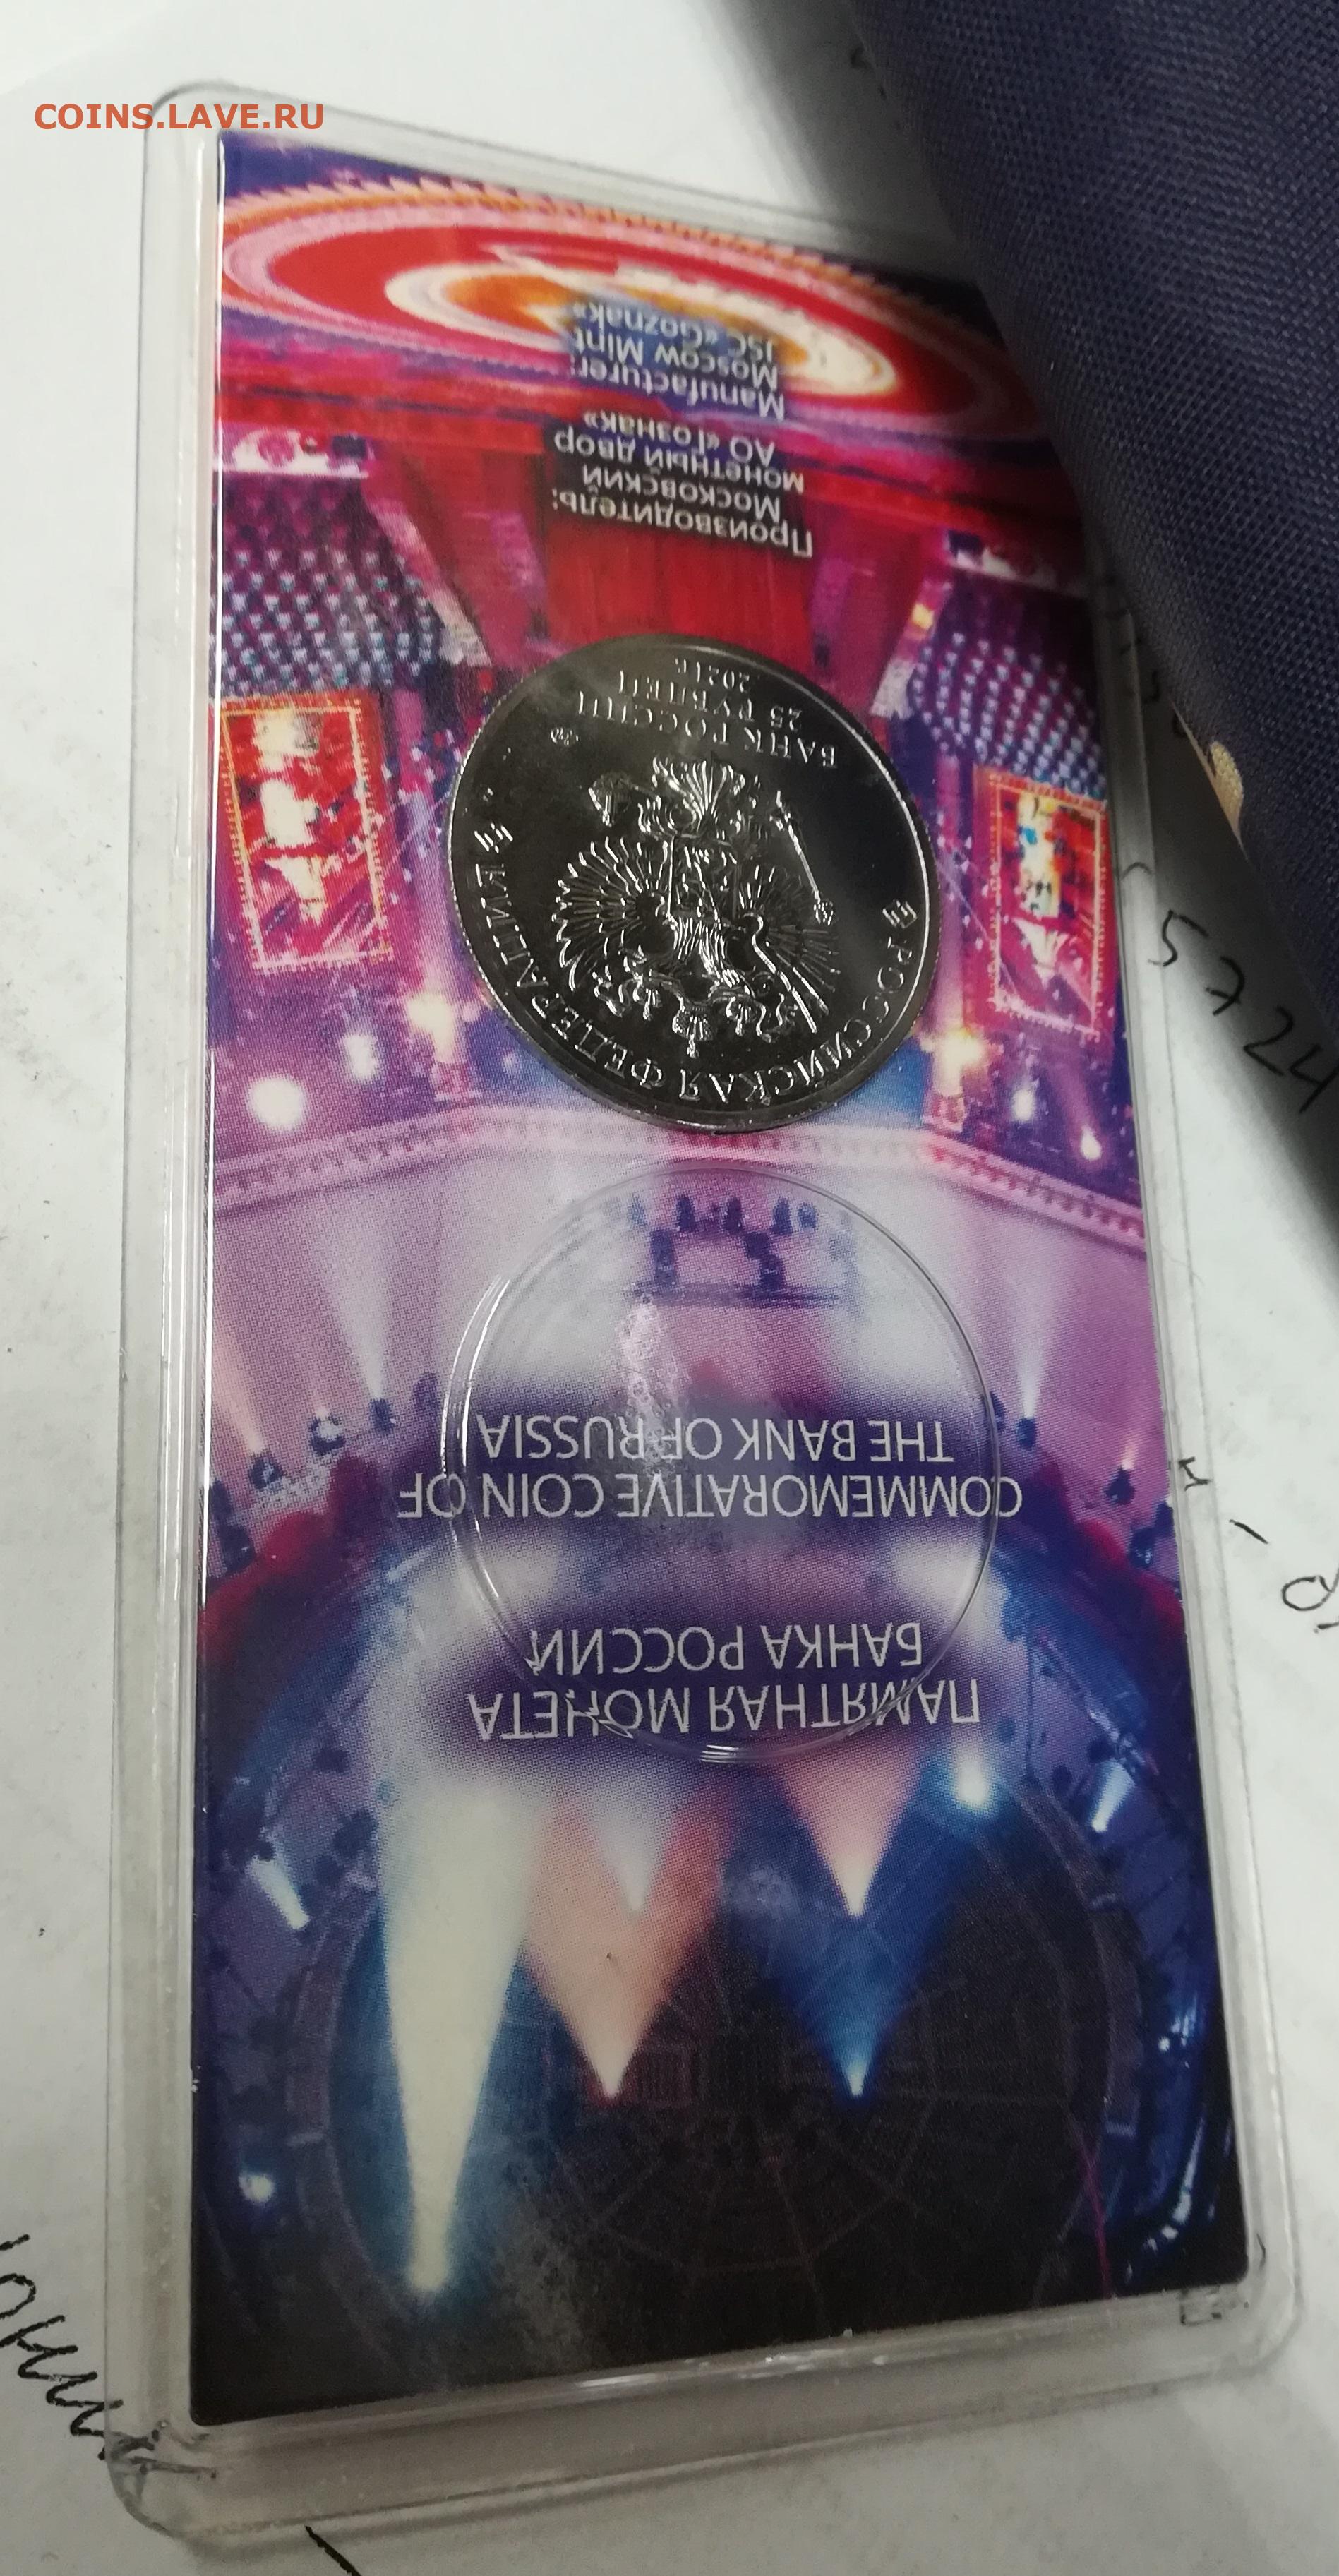 COINS.LAVE.RU
ПАМЯТНАЯ МОНЕТА
БАНКА РОССИИ
COMMEMORATIVE COIN OF
THE BANK OF RUSSIA
РОССИЙСКАЯ ФЕДЕРАЦИЯ
БАНК РОССИИ
25 РУБЛЕЙ
2021 г.
Производитель:
Московский
монетный двор
АО «Гознак»
Manufacturer:
Moscow Mint
JSC «Goznak»
5724